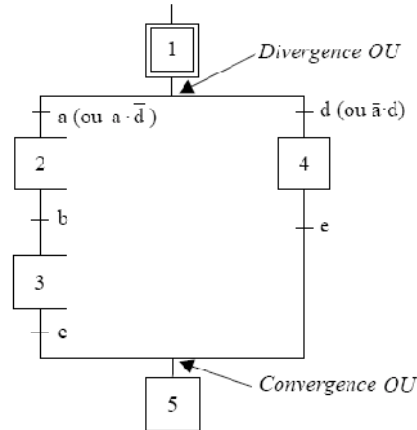 1
Divergence OU
a (ou a · d̅ )
d (ou ā·d)
2
4
b
e
3
c
Convergence OU
5